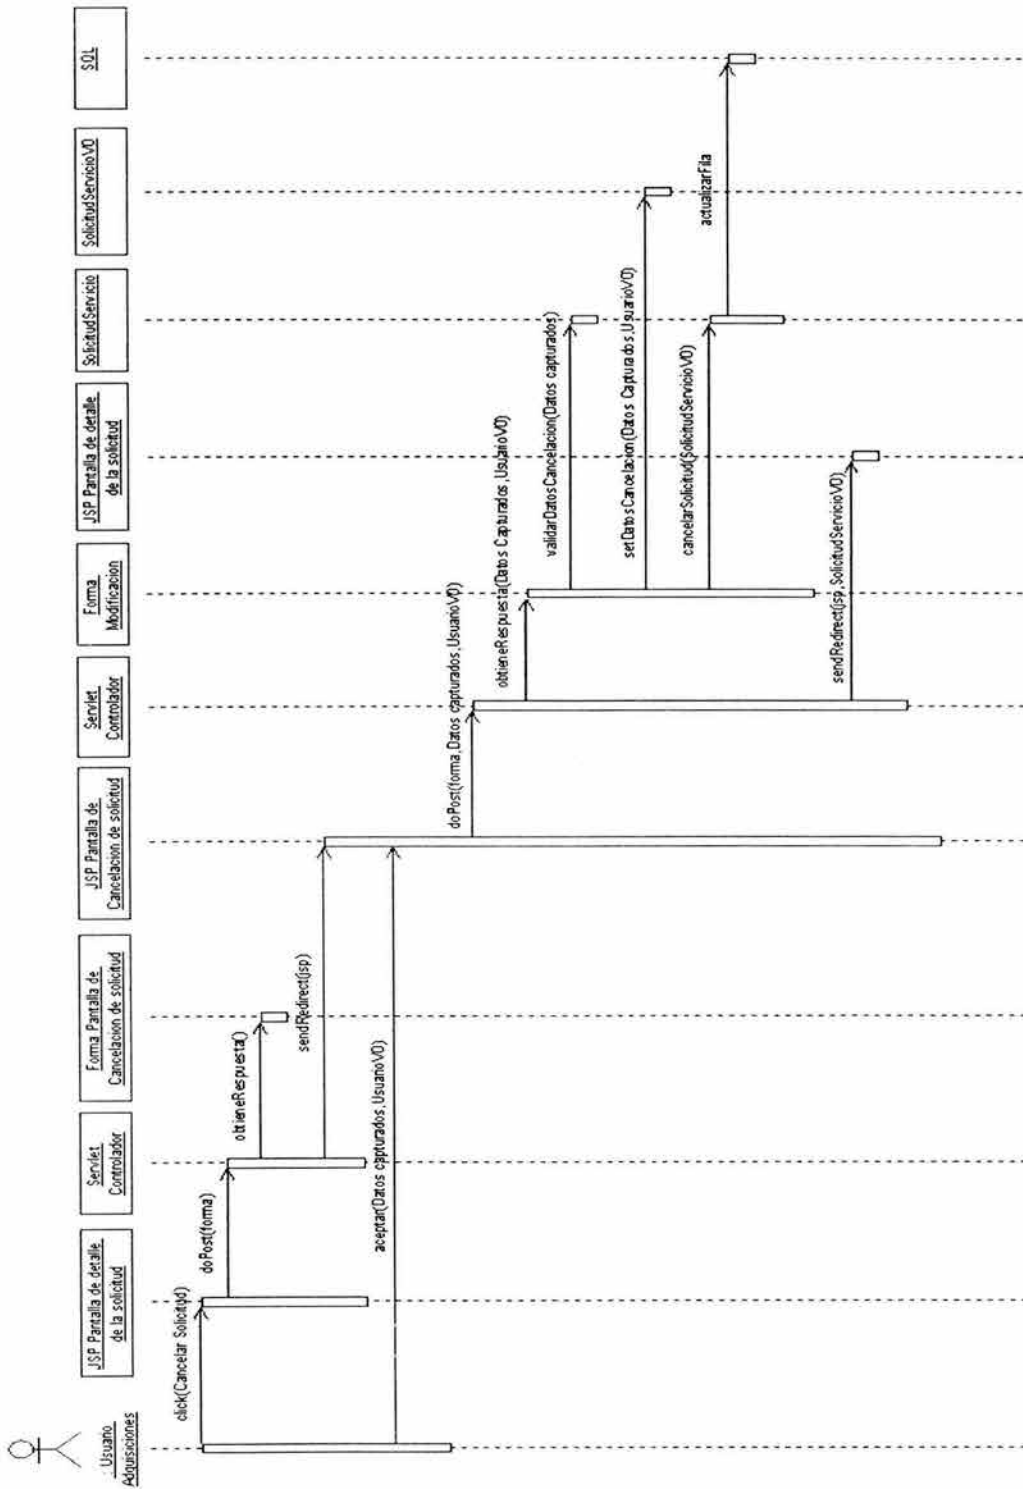 : Usuario
Adquisiciones
JSP Pantalla de detalle
de la solicitud
Servlet
Controlador
Forma Pantalla de
Cancelacion de solicitud
JSP Pantalla de
Cancelacion de solicitud
Servlet
Controlador
Forma
Modificacion
JSP Pantalla de detalle
de la solicitud
SolicitudServicio
SolicitudServicioVO
SQL
click(Cancelar Solicitud)
doPost(forma)
obtieneRespuesta()
sendRedirect(jsp)
aceptar(Datos capturados,UsuarioVO)
doPost(forma,Datos capturados,UsuarioVO)
obtieneRespuesta(Datos Capturados,UsuarioVO)
validarDatosCancelacion(Datos capturados)
setDatosCancelacion(Datos Capturados,UsuarioVO)
cancelarSolicitud(SolicitudServicioVO)
actualizarFila
sendRedirect(jsp,SolicitudServicioVO)